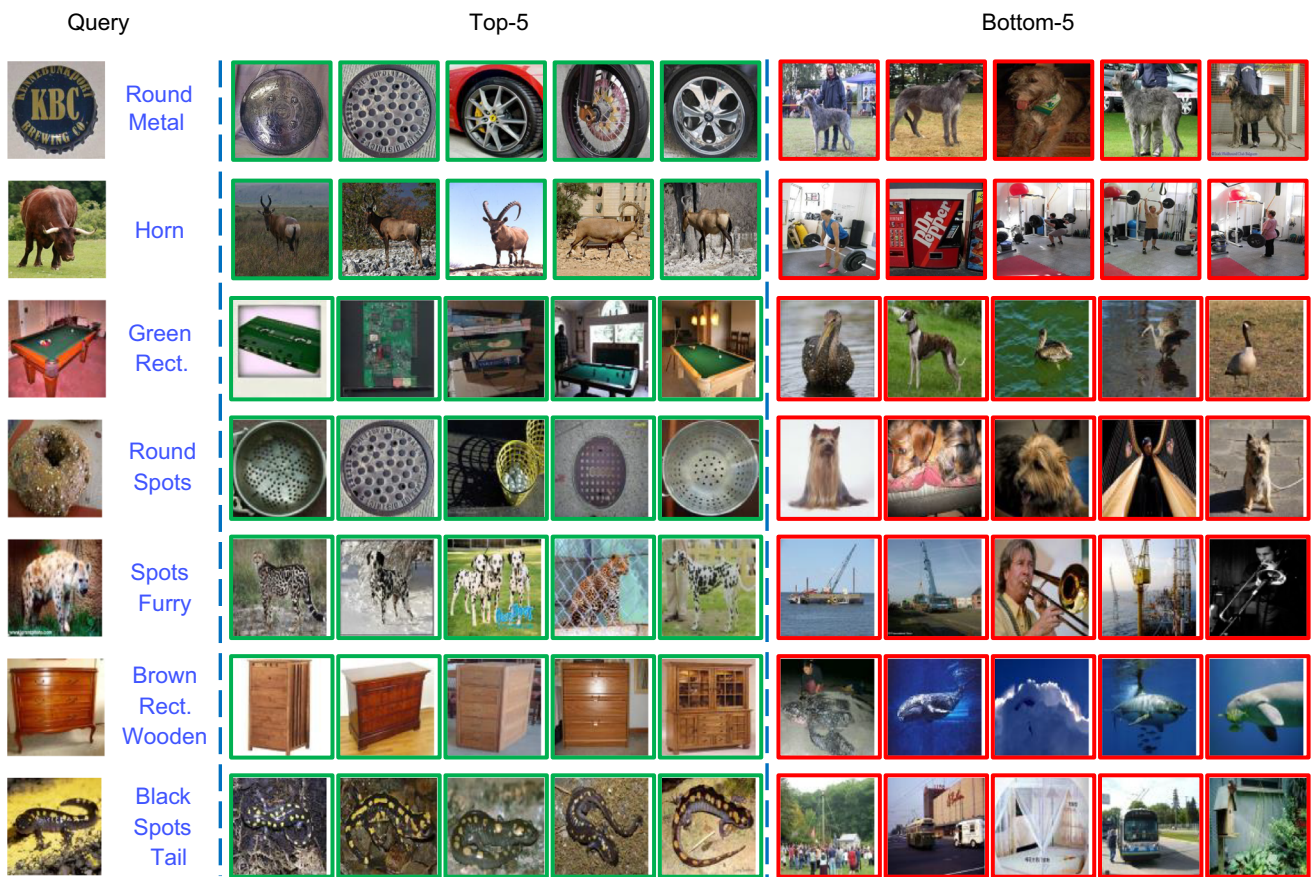 Query
Top-5
Bottom-5
KENNEBUNKPORT
KBC
BREWING CO.
Round
Metal
Horn
Dr
Pepper
Green
Rect.
Round
Spots
Spots
Furry
Brown
Rect.
Wooden
Black
Spots
Tail